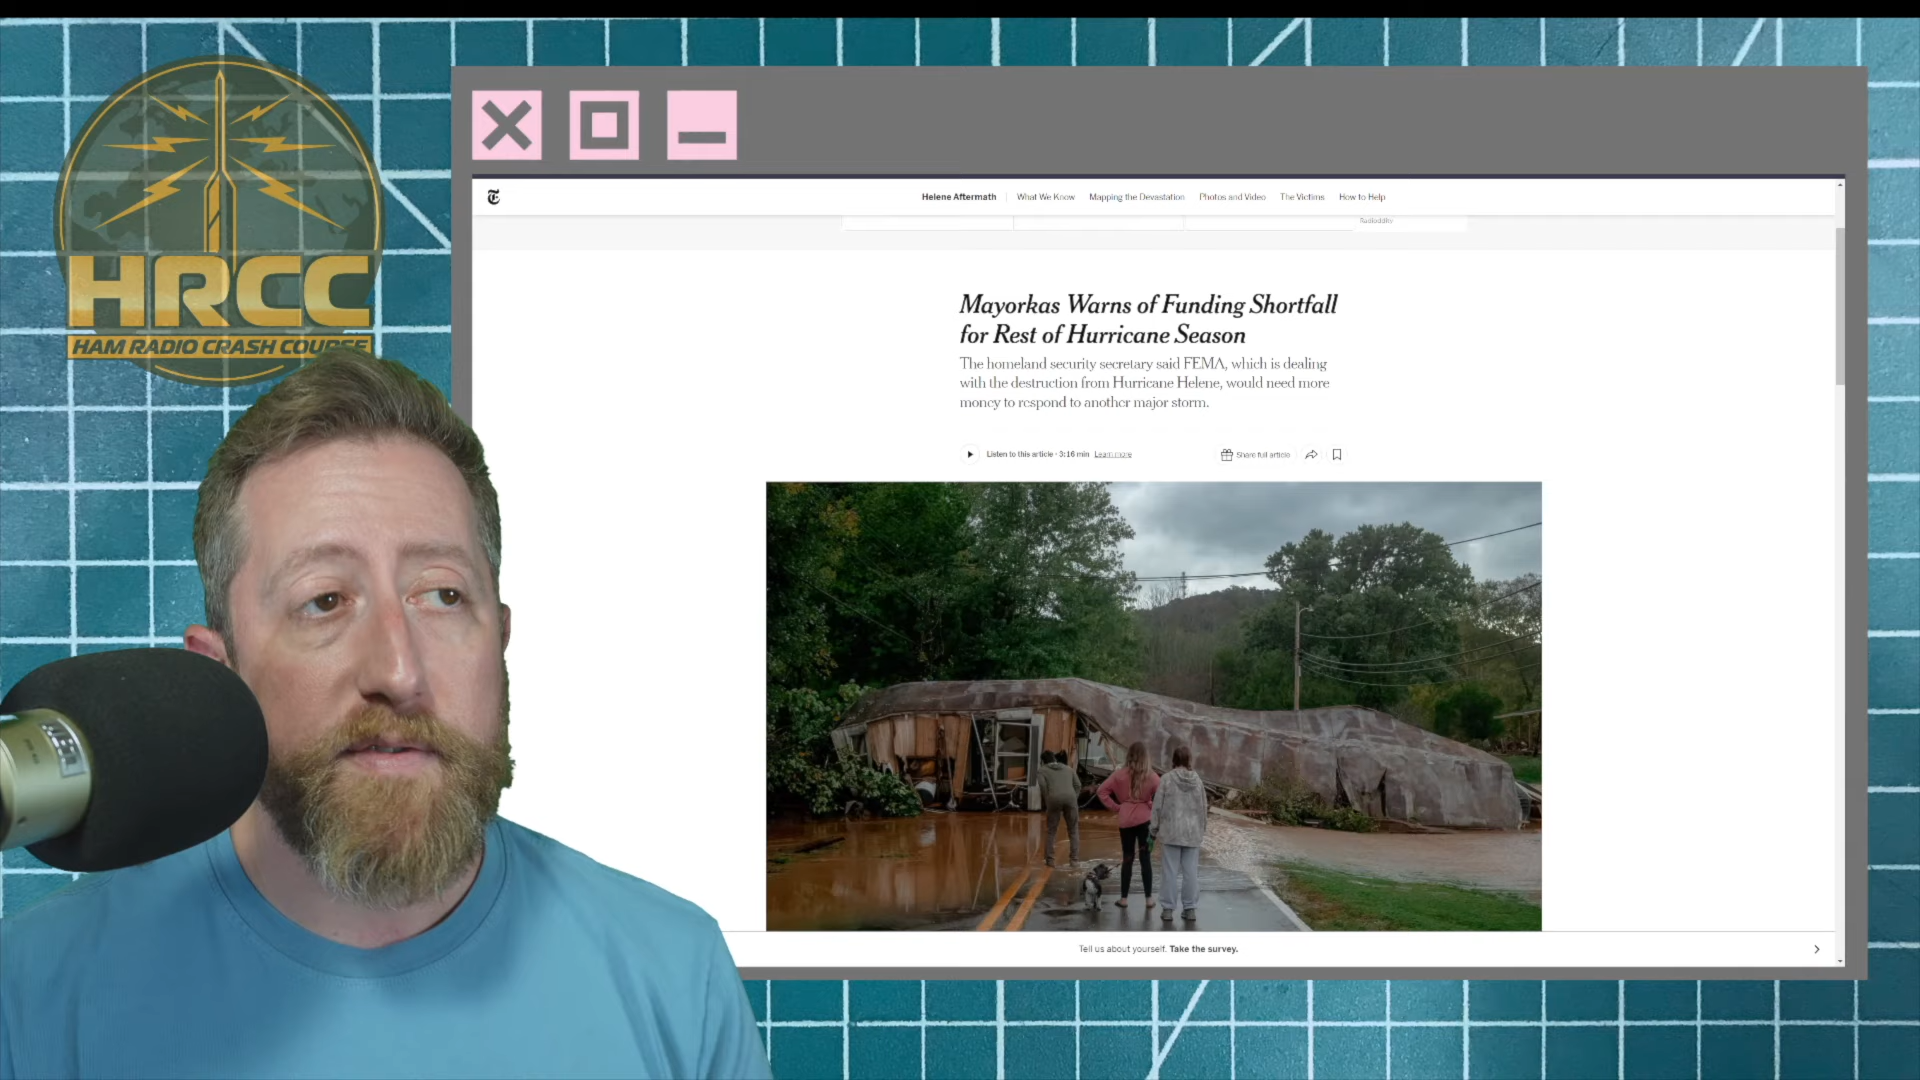 HRCC
HAM RADIO CRASH COURSE
Helene Aftermath
What We Know
Mapping the Devastation
Photos and Video
The Victims
How to Help
Radioddity
Mayorkas Warns of Funding Shortfall
for Rest of Hurricane Season
The homeland security secretary said FEMA, which is dealing
with the destruction from Hurricane Helene, would need more
money to respond to another major storm.
Listen to this article · 3:16 min Learn more
Share full article
Tell us about yourself. Take the survey.